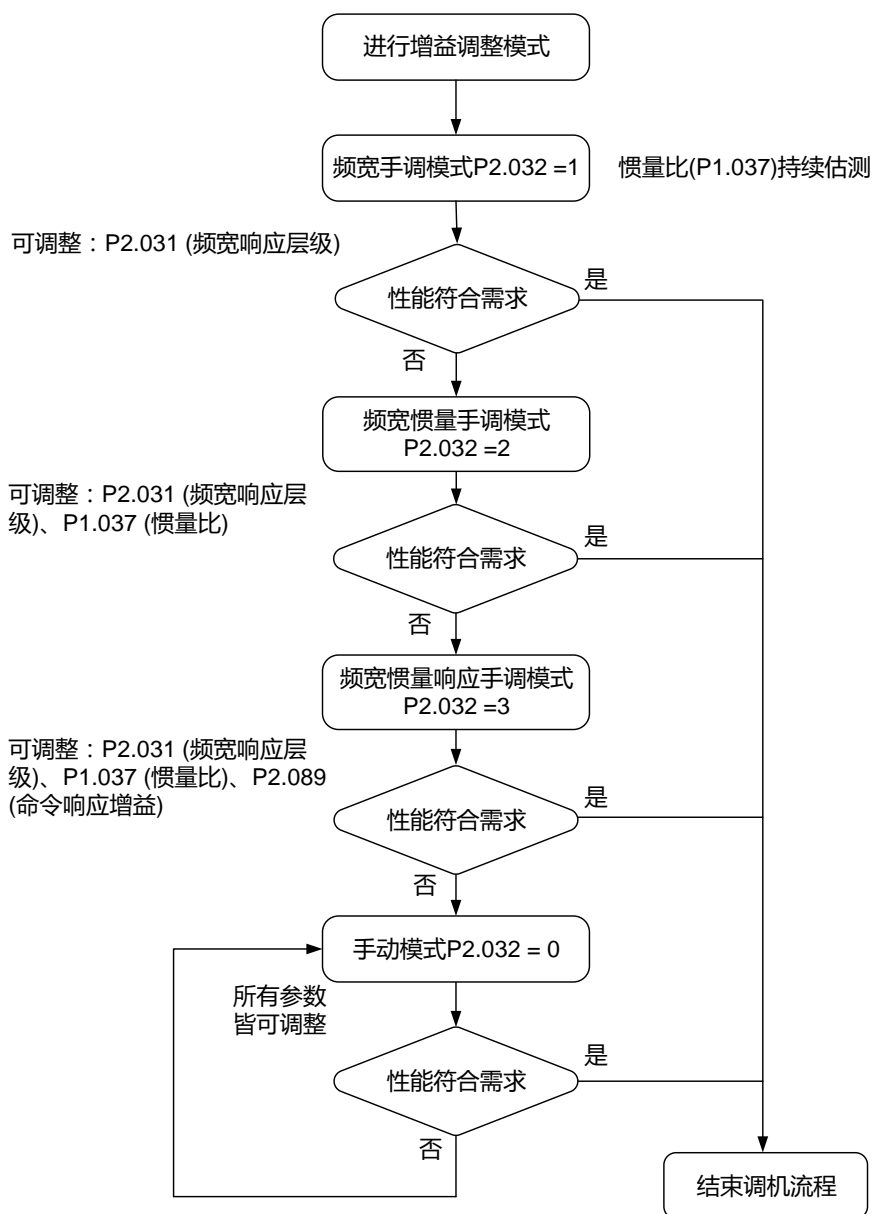 进行增益调整模式
频宽手调模式P2.032 =1
惯量比(P1.037)持续估测
可调整：P2.031 (频宽响应层级)
性能符合需求
是
否
频宽惯量手调模式
P2.032 =2
可调整：P2.031 (频宽响应层
级)、P1.037 (惯量比)
性能符合需求
是
否
频宽惯量响应手调模式
P2.032 =3
可调整：P2.031 (频宽响应层
级)、P1.037 (惯量比)、P2.089
(命令响应增益)
性能符合需求
是
否
手动模式P2.032 = 0
所有参数
皆可调整
性能符合需求
是
否
结束调机流程